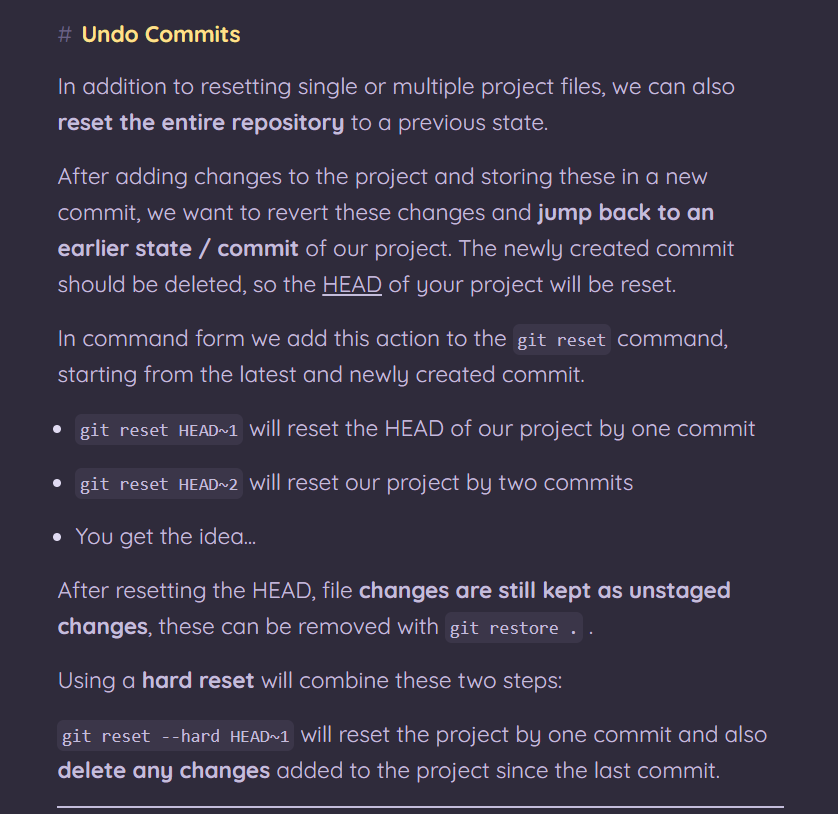 # Undo Commits
In addition to resetting single or multiple project files, we can also
reset the entire repository to a previous state.
After adding changes to the project and storing these in a new
commit, we want to revert these changes and jump back to an
earlier state / commit of our project. The newly created commit
should be deleted, so the HEAD of your project will be reset.
In command form we add this action to the git reset command,
starting from the latest and newly created commit.
• git reset HEAD~1 will reset the HEAD of our project by one commit
• git reset HEAD~2 will reset our project by two commits
• You get the idea...
After resetting the HEAD, file changes are still kept as unstaged
changes, these can be removed with git restore . .
Using a hard reset will combine these two steps:
git reset --hard HEAD~1 will reset the project by one commit and also
delete any changes added to the project since the last commit.